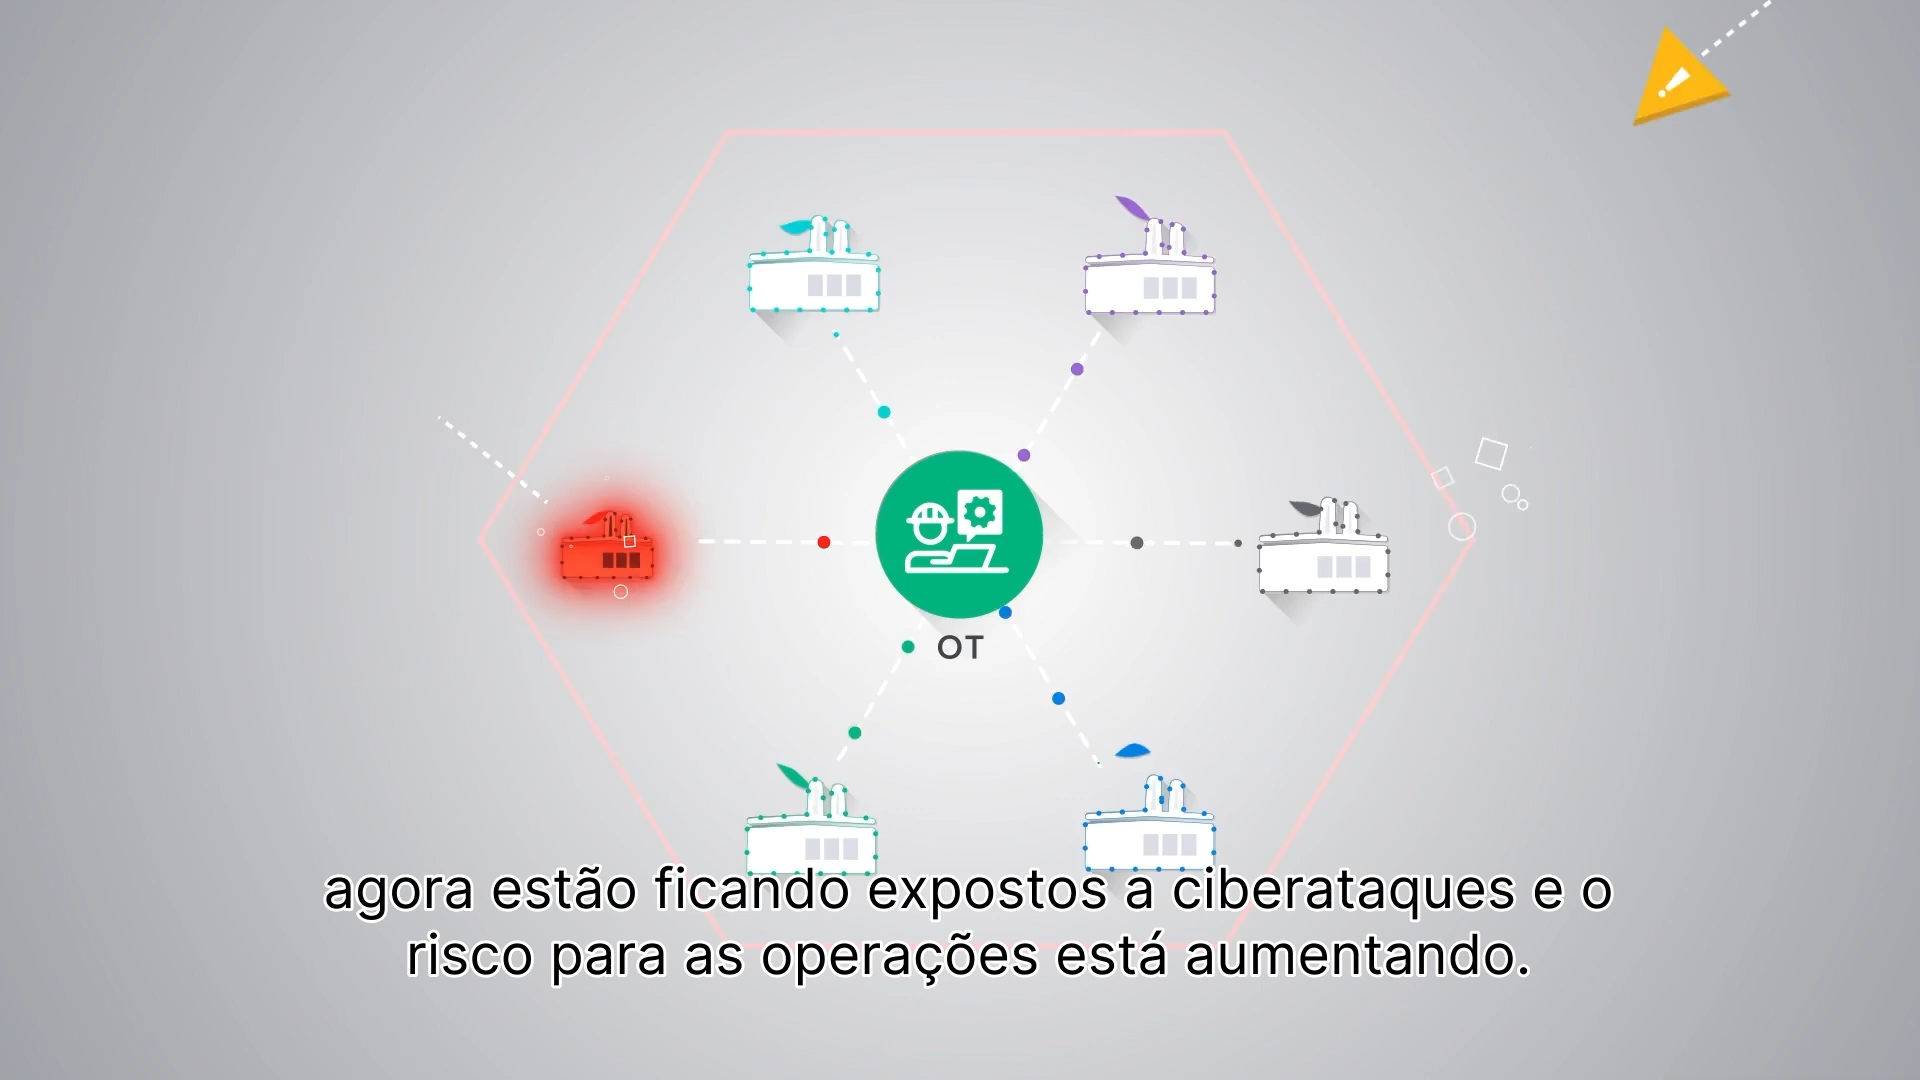 OT
agora estão ficando expostos a ciberataques e o
risco para as operações está aumentando.